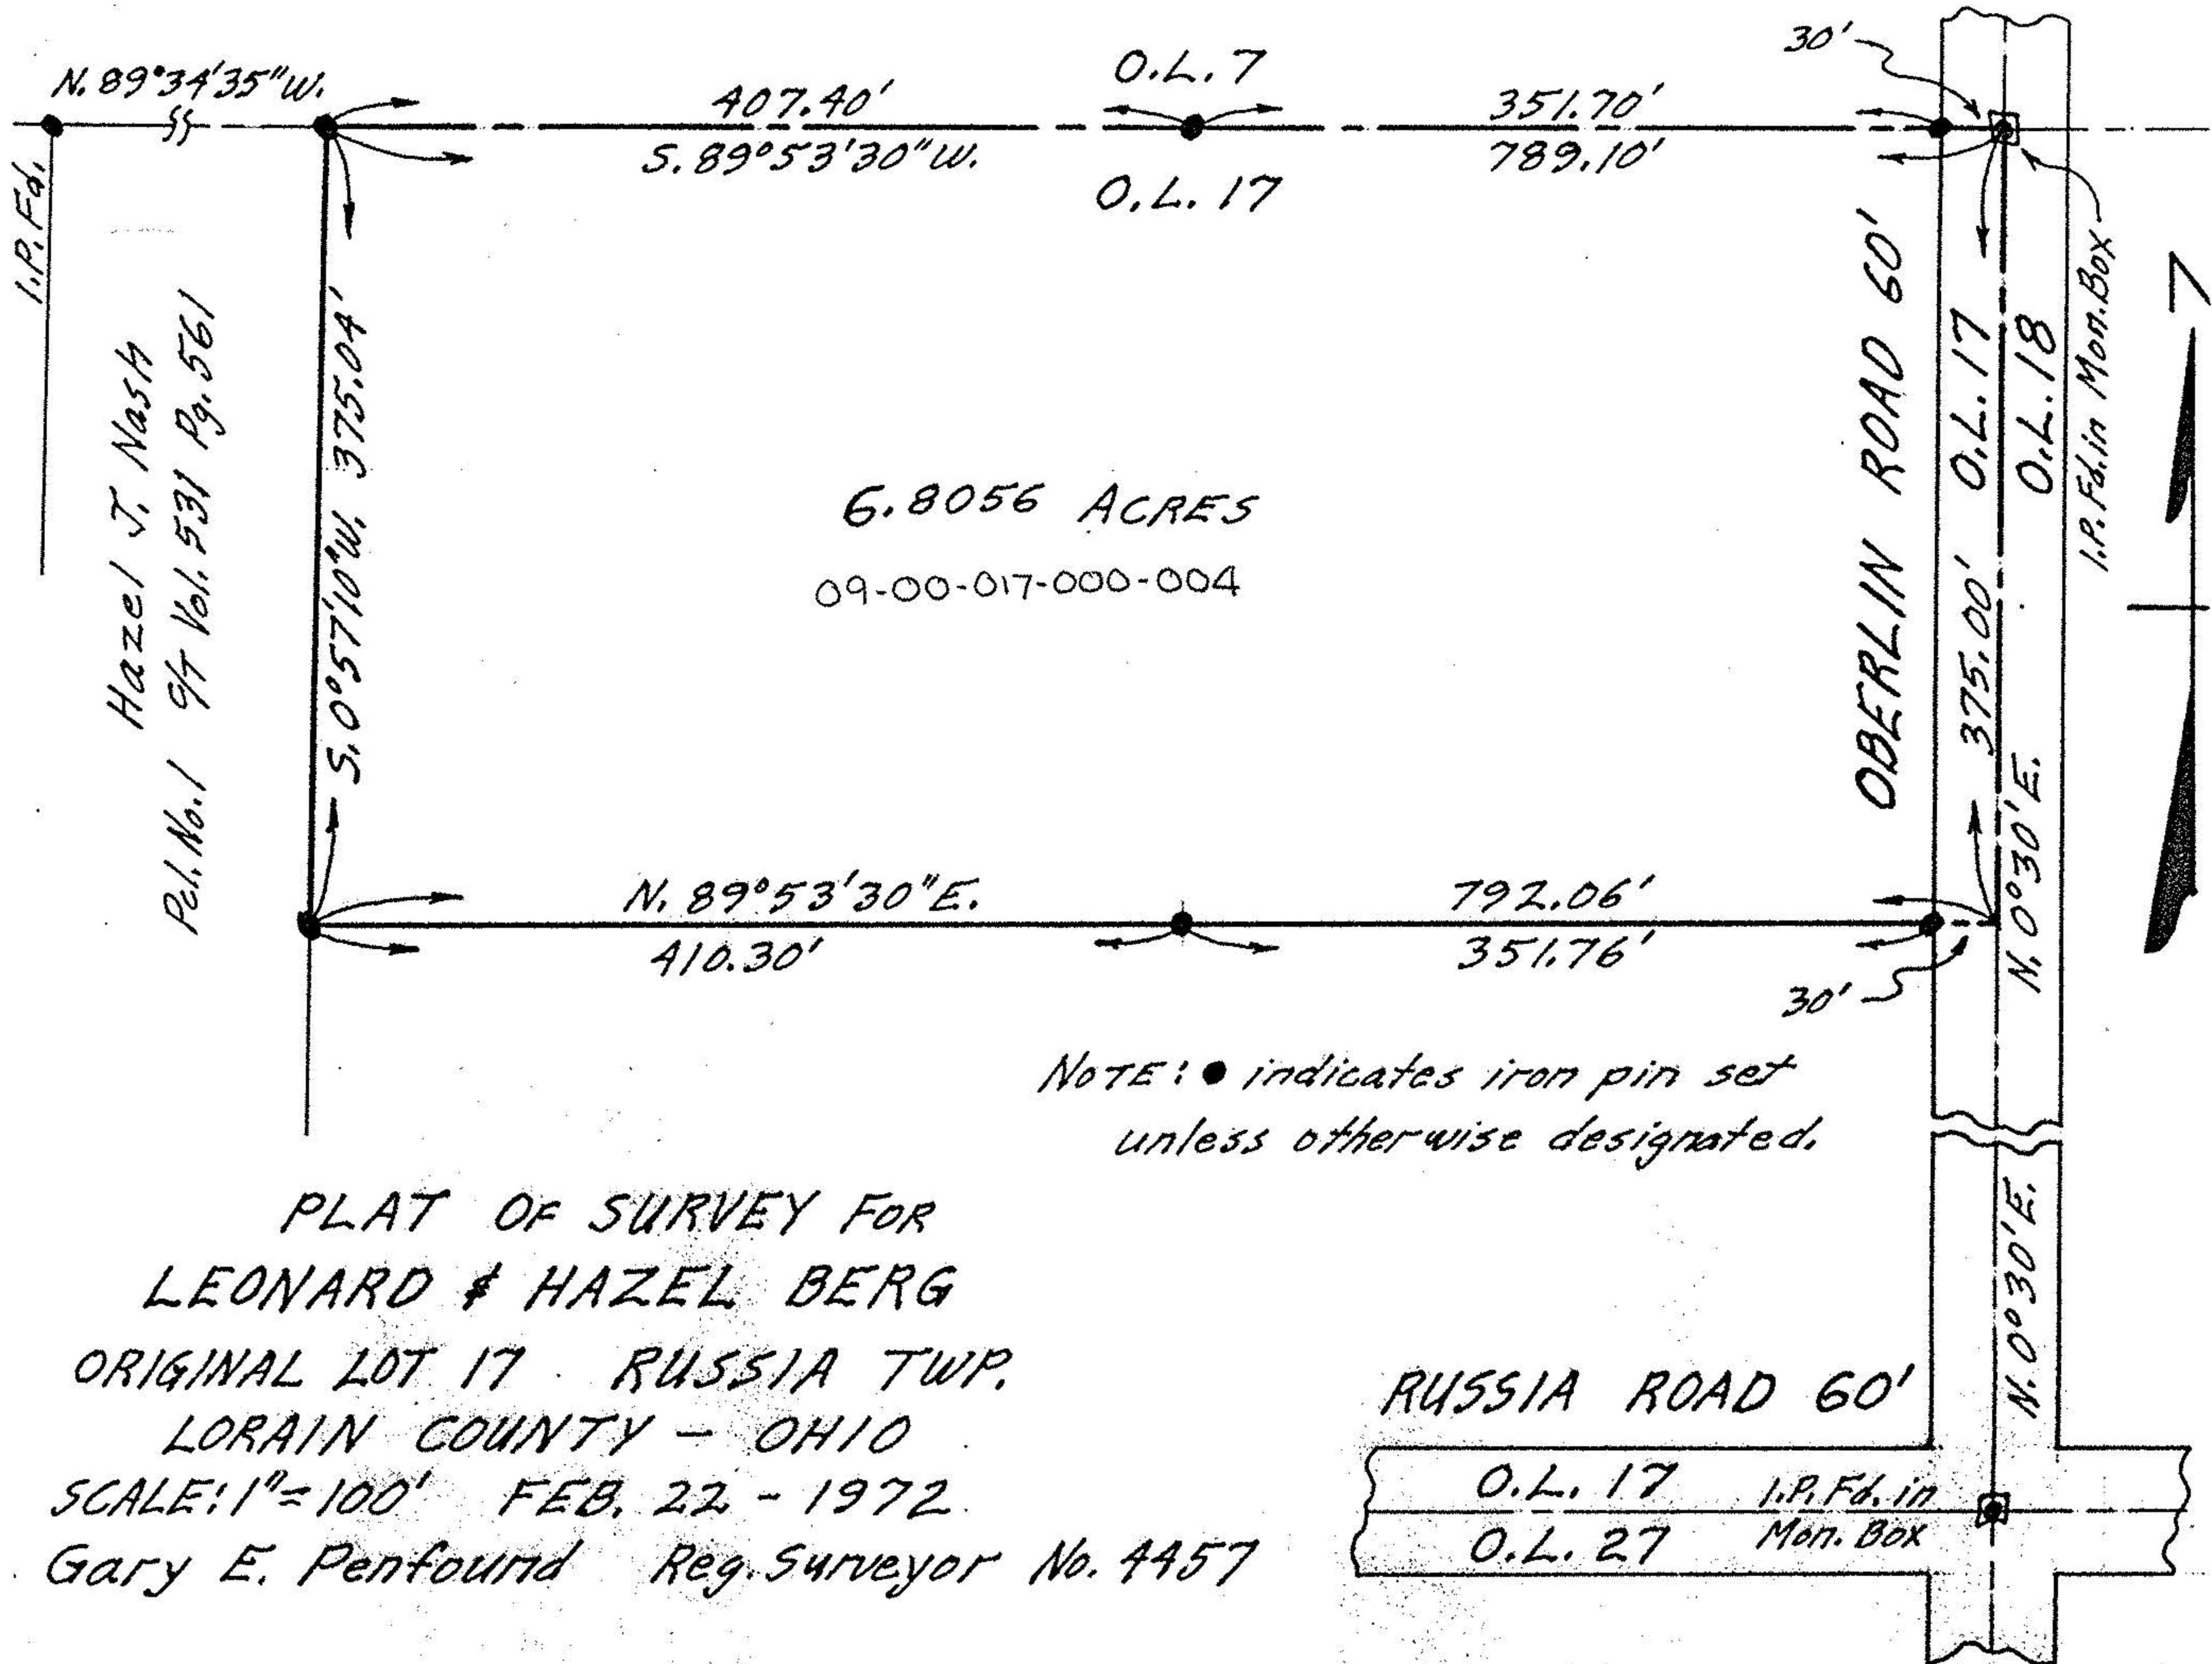 N. 89°34'35" W.
407.40'
O.L. 7
351.70'
30'
S. 89°53'30" W.
O.L. 17
789.10'
I.P. Fd.
I.P. Fd. in Mon. Box
Hazel J. Nash
Pcl. No. 1 Vol. 531 Pg. 561
S. 0°57'10" W. 375.04'
6.8056 ACRES
09-00-017-000-004
OBERLIN ROAD 60'
375.00' O.L. 17
O.L. 18
N. 0°30' E.
N. 89°53'30" E.
792.06'
410.30'
351.76'
30'
NOTE: ● indicates iron pin set
unless otherwise designated.
PLAT OF SURVEY FOR
LEONARD & HAZEL BERG
ORIGINAL LOT 17 RUSSIA TWP.
LORAIN COUNTY - OHIO
SCALE: 1" = 100' FEB. 22 - 1972
Gary E. Penfound Reg. Surveyor No. 4457
N. 0°30' E.
RUSSIA ROAD 60'
O.L. 17 I.P. Fd. in
O.L. 27 Mon. Box